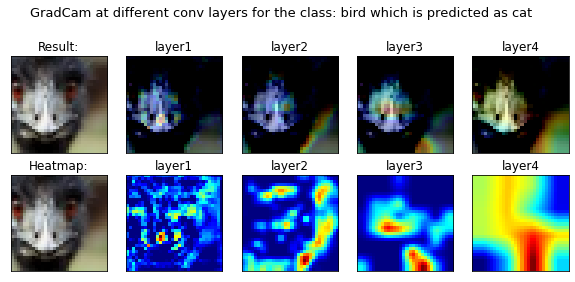 GradCam at different conv layers for the class: bird which is predicted as cat
Result: layer1 layer2 layer3 layer4
Heatmap: layer1 layer2 layer3 layer4